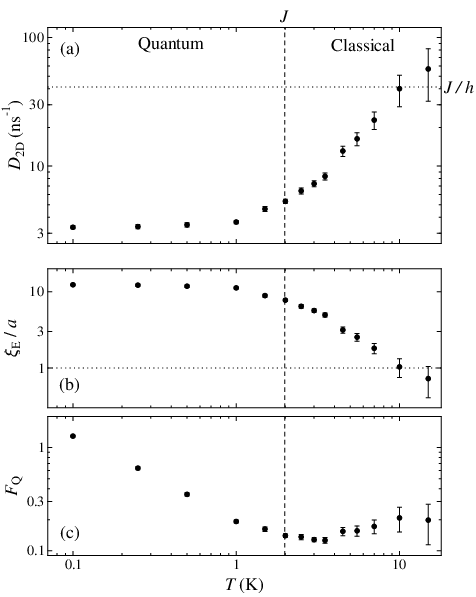 J
(a)
Quantum
Classical
100
30
10
3
D2D (ns-1)
J / h
10
3
1
ξE / a
(b)
1
0.3
0.1
FQ
(c)
0.1
1
10
T (K)